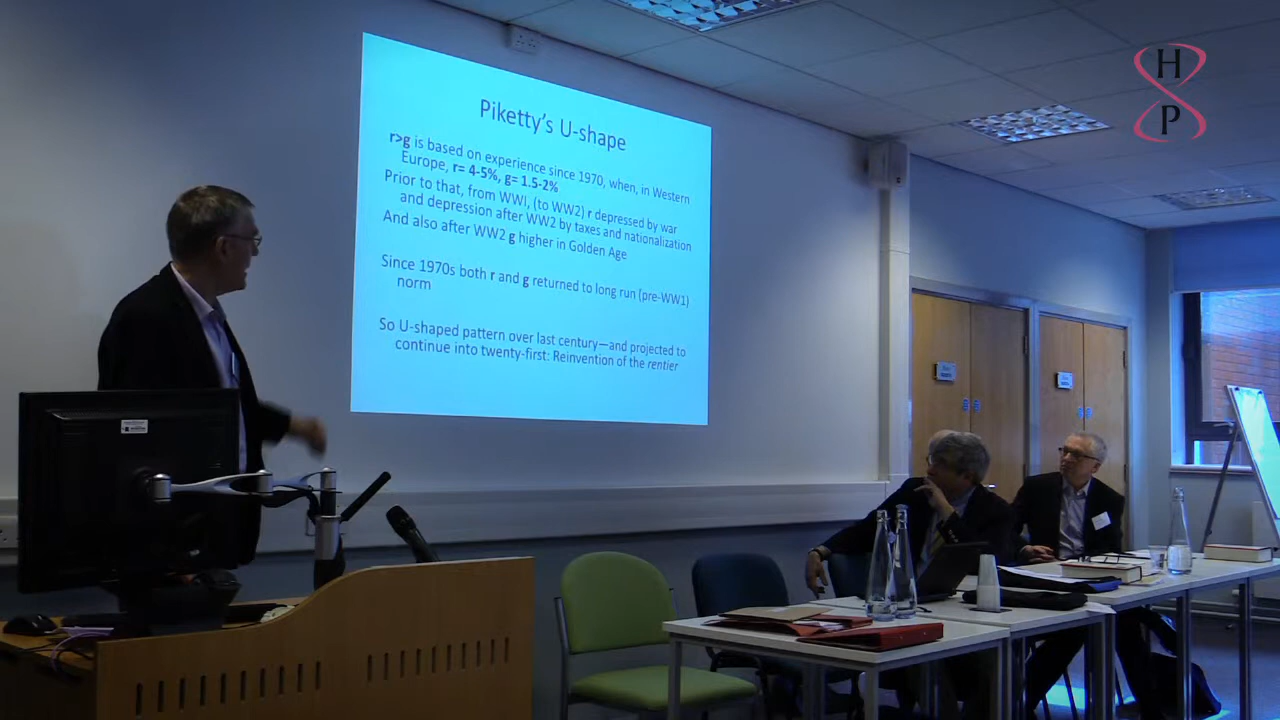 H
P
Piketty's U-shape
r>g is based on experience since 1970, when, in Western
Europe, r= 4-5%, g= 1.5-2%
Prior to that, from WWI, (to WW2) r depressed by war
and depression after WW2 by taxes and nationalization
And also after WW2 g higher in Golden Age
Since 1970s both r and g returned to long run (pre-WW1)
norm
So U-shaped pattern over last century—and projected to
continue into twenty-first: Reinvention of the rentier